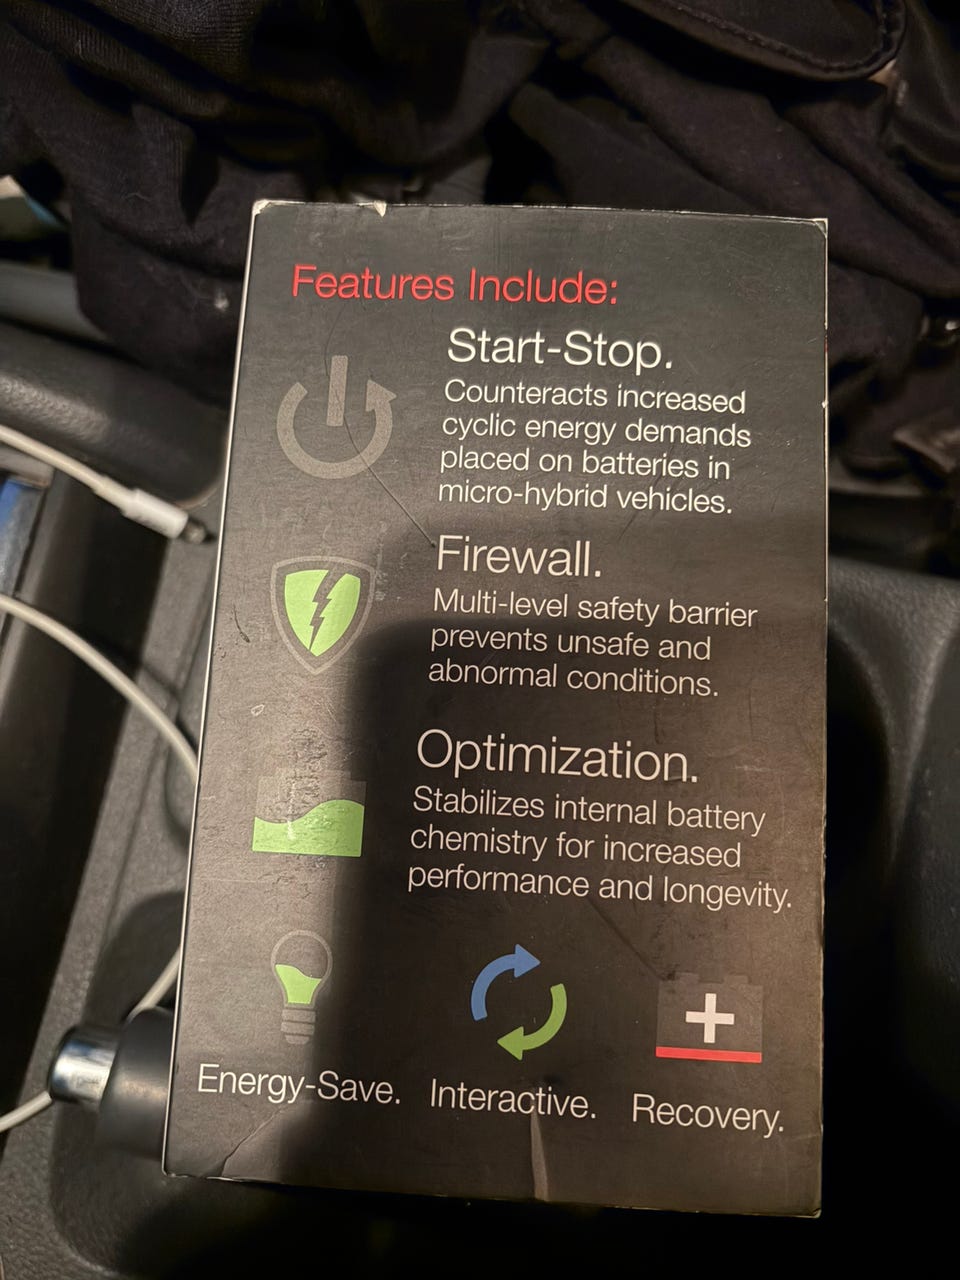 Features Include:
Start-Stop.
Counteracts increased
cyclic energy demands
placed on batteries in
micro-hybrid vehicles.
Firewall.
Multi-level safety barrier
prevents unsafe and
abnormal conditions.
Optimization.
Stabilizes internal battery
chemistry for increased
performance and longevity.
Energy-Save. Interactive. Recovery.